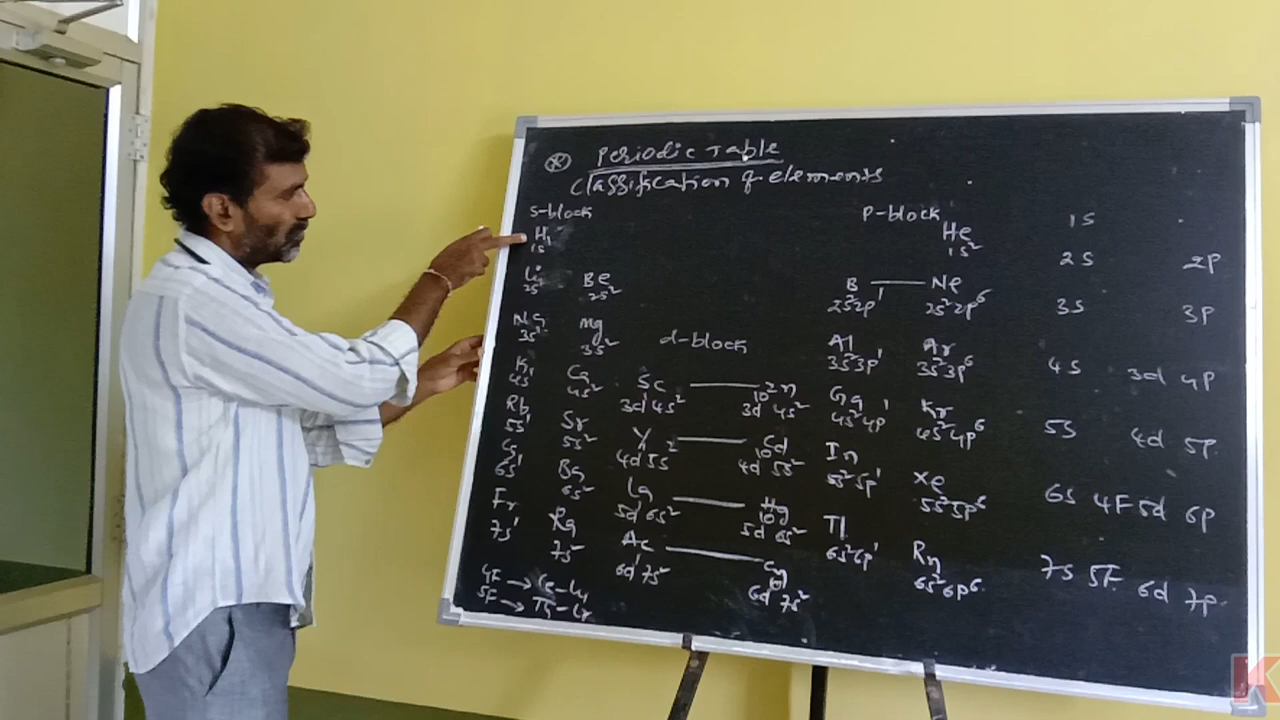 Periodic Table
Classification of elements
S-block P-block 1S
H He
1s¹ 1s²
2S 2P
Li Be B — Ne
2s¹ 2s² 2s²2p¹ 2s²2p⁶
3S 3P
Na Mg d-block Al Ar
3s¹ 3s² 3s²3p¹ 3s²3p⁶
4S 3d 4P
K Ca Sc — Zn Ga Kr
4s¹ 4s² 3d¹4s² 3d¹⁰4s² 4s²4p¹ 4s²4p⁶
5S 4d 5P
Rb Sr Y — Cd In Xe
5s¹ 5s² 4d¹5s² 4d¹⁰5s² 5s²5p¹ 5s²5p⁶
6S 4F 5d 6P
Cs Ba La — Hg Tl Rn
6s¹ 6s² 5d¹6s² 5d¹⁰6s² 6s²6p¹ 6s²6p⁶
7S 5F 6d 7P
Fr Ra Ac — Cn
7s¹ 7s² 6d¹7s² 6d¹⁰7s²
4F → Ce-Lu
5F → Th-Lr
K